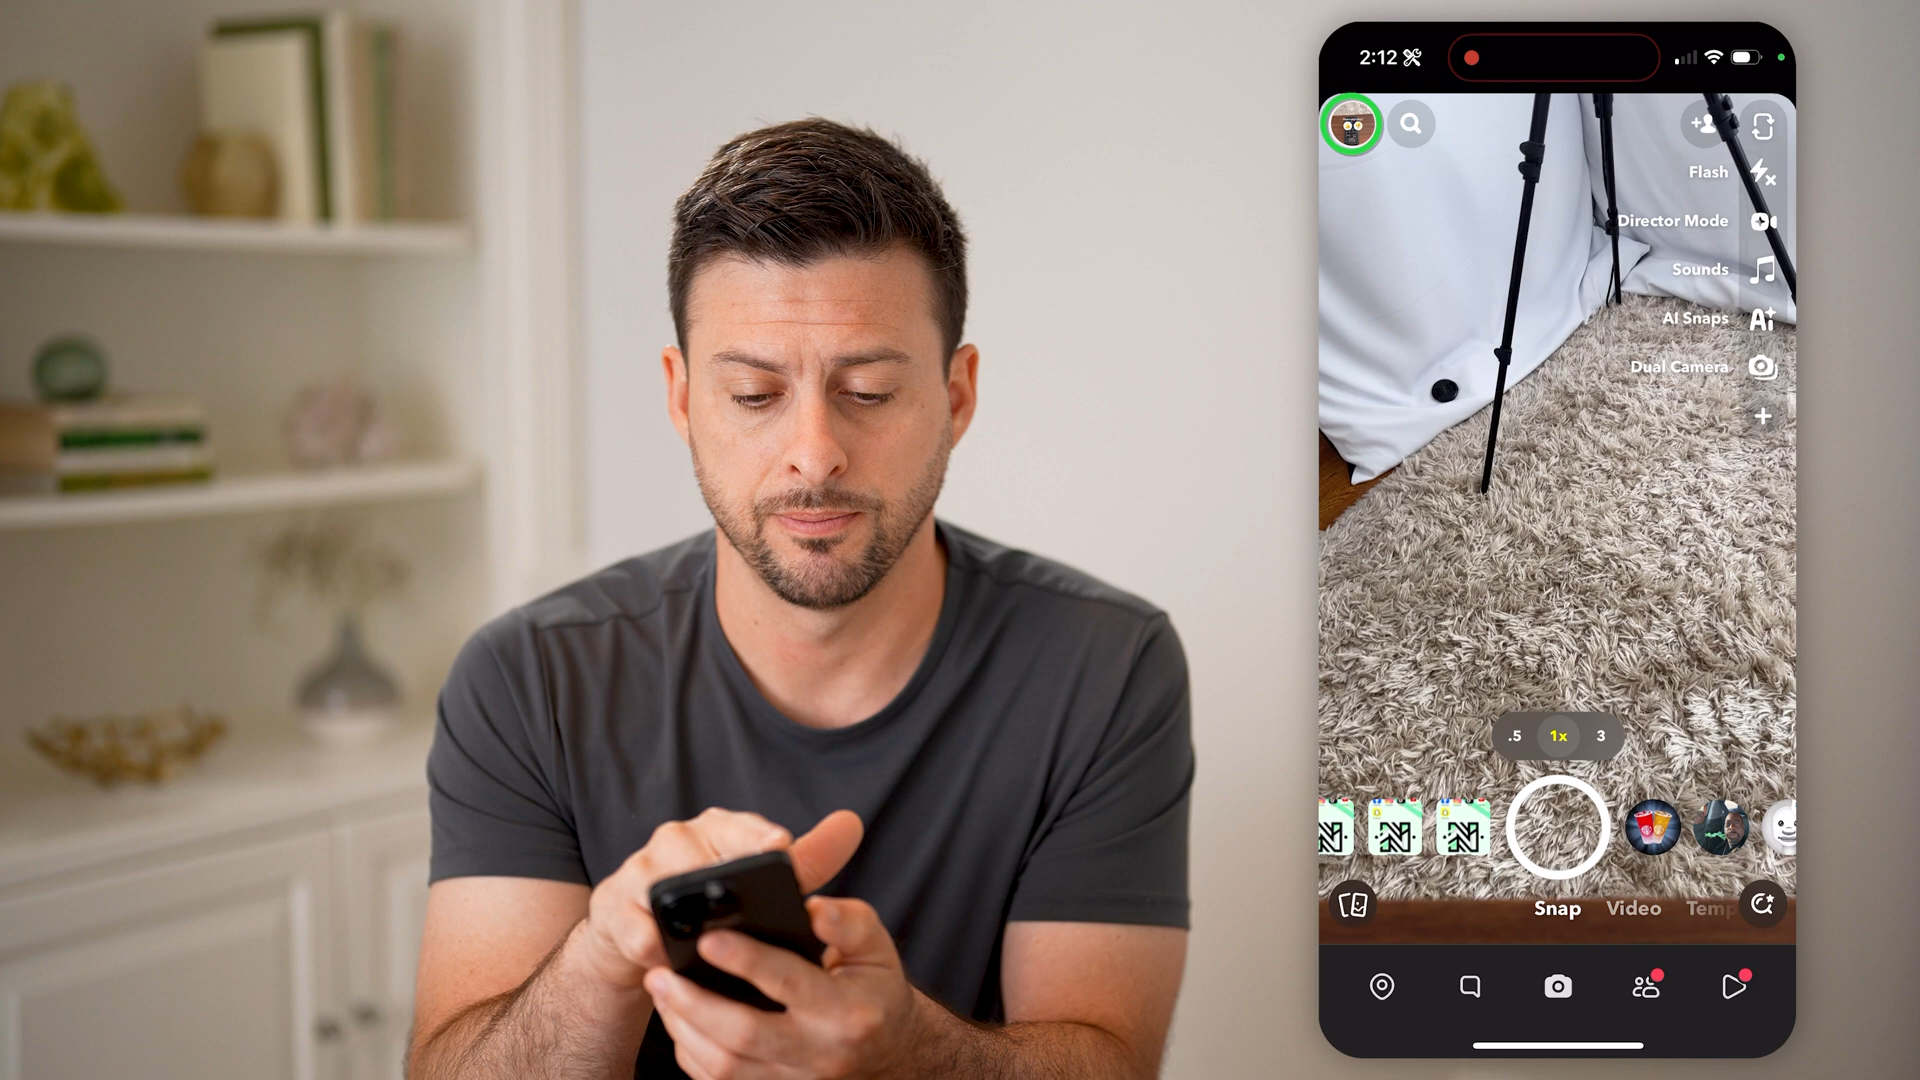 2:12
Flash
Director Mode
Sounds
AI Snaps
Dual Camera
.5 1x 3
Snap Video Temp